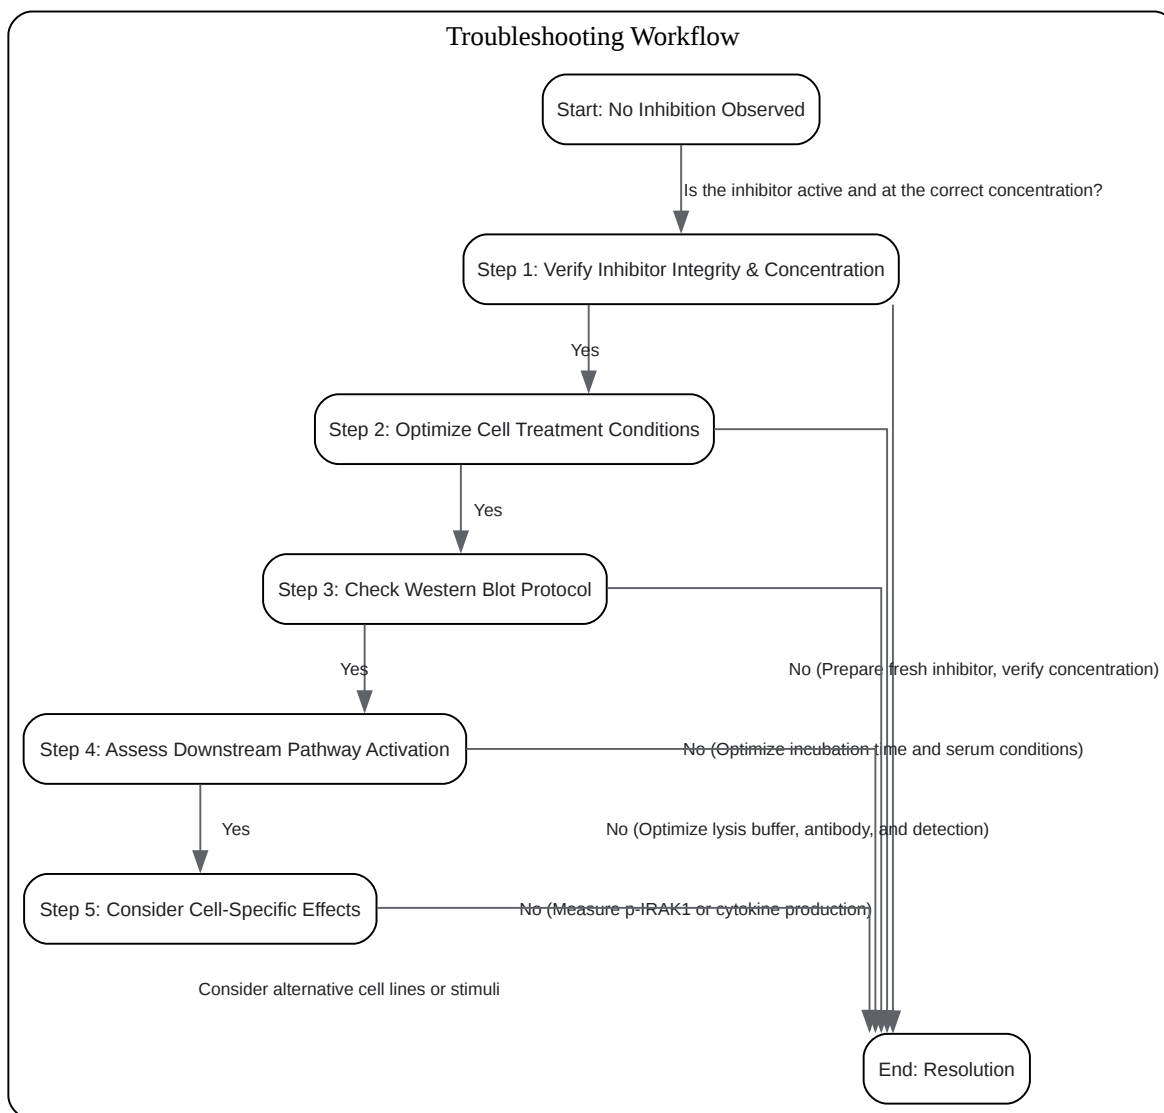 Troubleshooting Workflow
Start: No Inhibition Observed
Is the inhibitor active and at the correct concentration?
Step 1: Verify Inhibitor Integrity & Concentration
Yes
Step 2: Optimize Cell Treatment Conditions
Yes
Step 3: Check Western Blot Protocol
Yes
No (Prepare fresh inhibitor, verify concentration)
Step 4: Assess Downstream Pathway Activation
No (Optimize incubation time and serum conditions)
Yes
No (Optimize lysis buffer, antibody, and detection)
Step 5: Consider Cell-Specific Effects
No (Measure p-IRAK1 or cytokine production)
Consider alternative cell lines or stimuli
End: Resolution